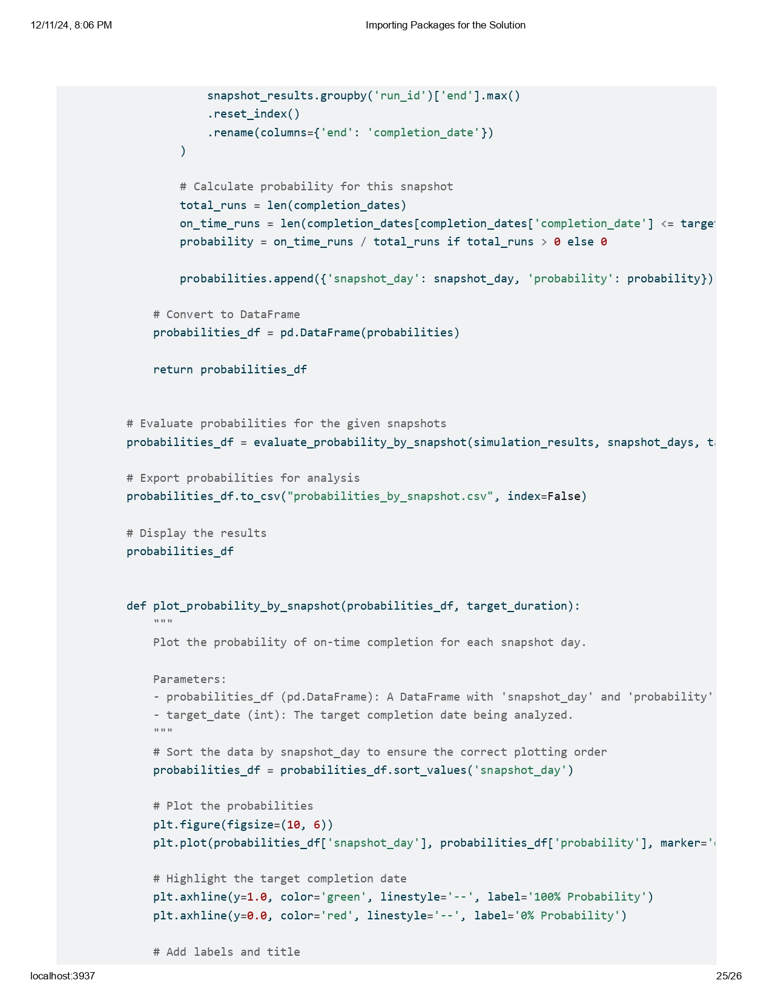 12/11/24, 8:06 PM Importing Packages for the Solution
snapshot_results.groupby('run_id')['end'].max()
.reset_index()
.rename(columns={'end': 'completion_date'})
)
# Calculate probability for this snapshot
total_runs = len(completion_dates)
on_time_runs = len(completion_dates[completion_dates['completion_date'] <= targe
probability = on_time_runs / total_runs if total_runs > 0 else 0
probabilities.append({'snapshot_day': snapshot_day, 'probability': probability})
# Convert to DataFrame
probabilities_df = pd.DataFrame(probabilities)
return probabilities_df
# Evaluate probabilities for the given snapshots
probabilities_df = evaluate_probability_by_snapshot(simulation_results, snapshot_days, t
# Export probabilities for analysis
probabilities_df.to_csv("probabilities_by_snapshot.csv", index=False)
# Display the results
probabilities_df
def plot_probability_by_snapshot(probabilities_df, target_duration):
"""
Plot the probability of on-time completion for each snapshot day.
Parameters:
- probabilities_df (pd.DataFrame): A DataFrame with 'snapshot_day' and 'probability'
- target_date (int): The target completion date being analyzed.
"""
# Sort the data by snapshot_day to ensure the correct plotting order
probabilities_df = probabilities_df.sort_values('snapshot_day')
# Plot the probabilities
plt.figure(figsize=(10, 6))
plt.plot(probabilities_df['snapshot_day'], probabilities_df['probability'], marker='
# Highlight the target completion date
plt.axhline(y=1.0, color='green', linestyle='--', label='100% Probability')
plt.axhline(y=0.0, color='red', linestyle='--', label='0% Probability')
# Add labels and title
localhost:3937 25/26